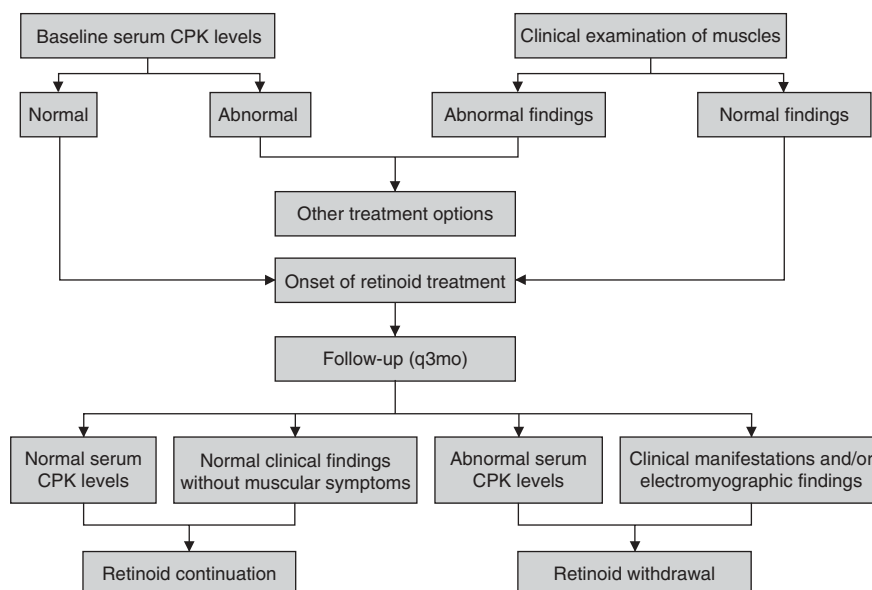 Baseline serum CPK levels
Clinical examination of muscles
Normal
Abnormal
Abnormal findings
Normal findings
Other treatment options
Onset of retinoid treatment
Follow-up (q3mo)
Normal serum
CPK levels
Normal clinical findings
without muscular symptoms
Abnormal serum
CPK levels
Clinical manifestations and/or
electromyographic findings
Retinoid continuation
Retinoid withdrawal